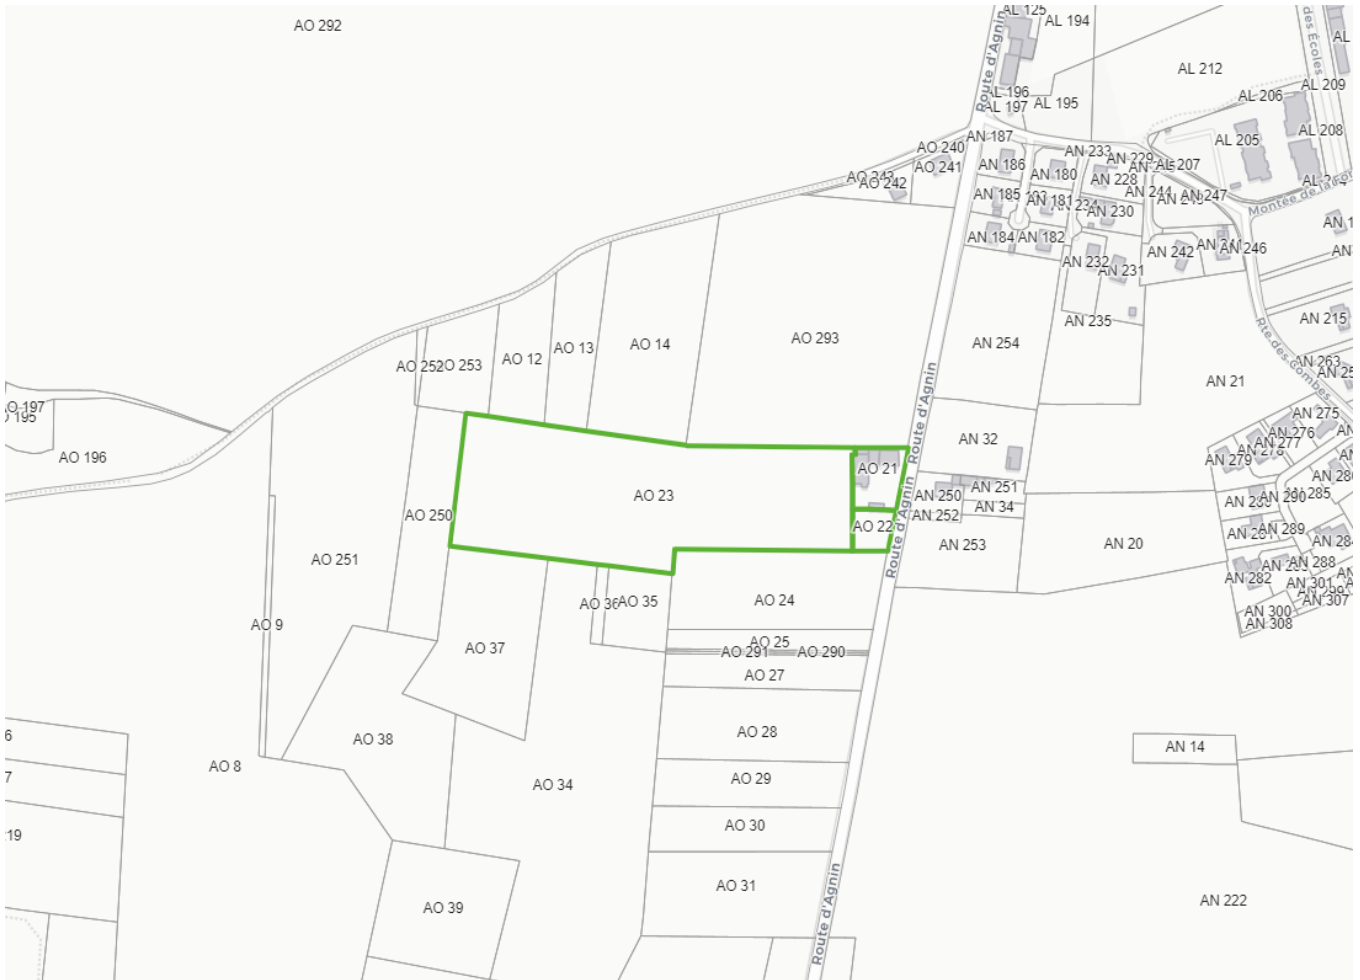 AO 292
AL 125
AL 194
des Écoles
AL
AL 212
AL 209
AL 196
AL 197
AL 195
AL 206
Route d'Agnin
AL 208
AL 205
AN 187
AO 240
AO 241
AN 186
AN 233
AN 229
AL 207
AN 180
AN 228
AO 242
AN 185
AN 181
AN 244
AN 247
AN 230
AN 184
AN 182
AN 246
AN 242
AN 232
AN 231
AN 235
AN 215
AO 293
AO 14
AO 13
AO 12
AO 253
AN 254
Rte des Combes
AN 263
AN 21
AO 197
195
AO 196
Route d'Agnin
AN 32
AN 275
AN 276
AN 277
AN 279
AO 21
AO 23
AN 251
AN 250
AN 290
AN 34
AN 252
AO 22
AO 250
Route d'Agnin
AN 289
AN 253
AN 20
AO 251
AN 288
AN 282
AN 301
AN 307
AN 300
AN 308
AO 24
AO 36
AO 35
AO 9
AO 25
AO 291
AO 290
AO 37
AO 27
AO 28
AO 38
AN 14
AO 8
AO 29
AO 34
AO 30
AO 31
AN 222
AO 39
Route d'Agnin
6
7